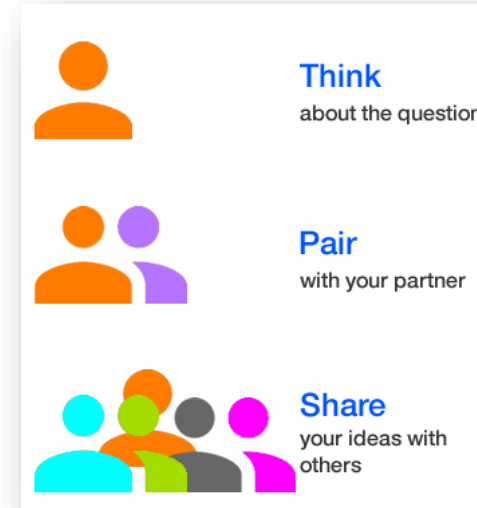 Think
about the question
Pair
with your partner
Share
your ideas with
others